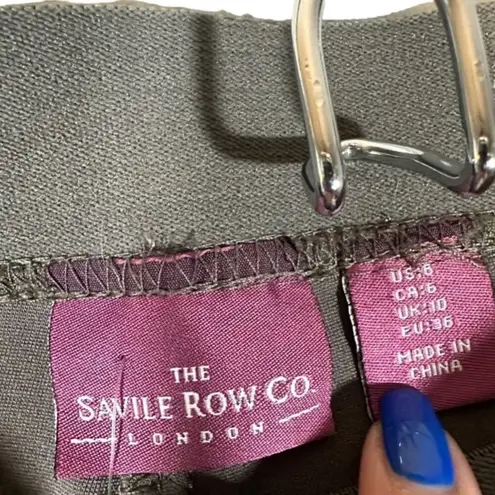 THE
SAVILE ROW CO.
LONDON
US:6
CA:6
UK:10
EU:36
MADE IN
CHINA